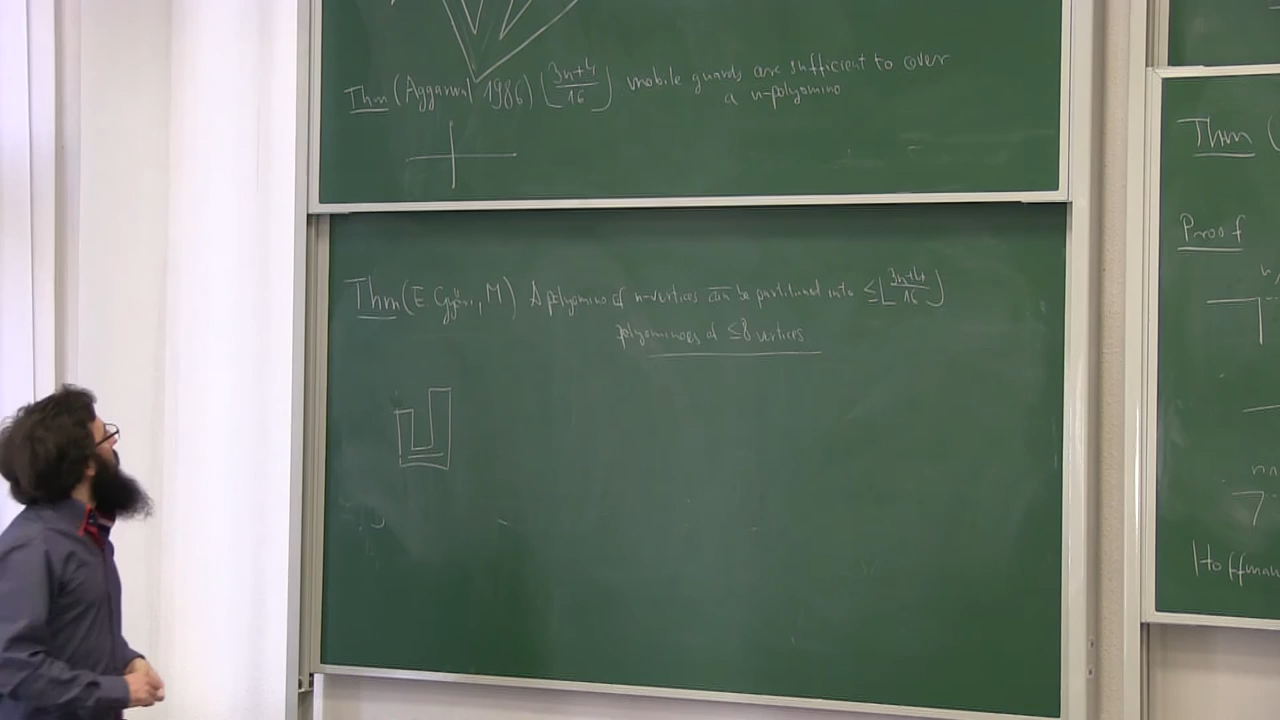 Thm (Aggarwal 1986) ⌊3n+4/16⌋ mobile guards are sufficient to cover
a n-polyomino
Thm (E. Győri, M) A polyomino of n-vertices can be partitioned into ≤⌊3n+4/16⌋
polyominoes of ≤8 vertices
Thm (
Proof
Hoffman